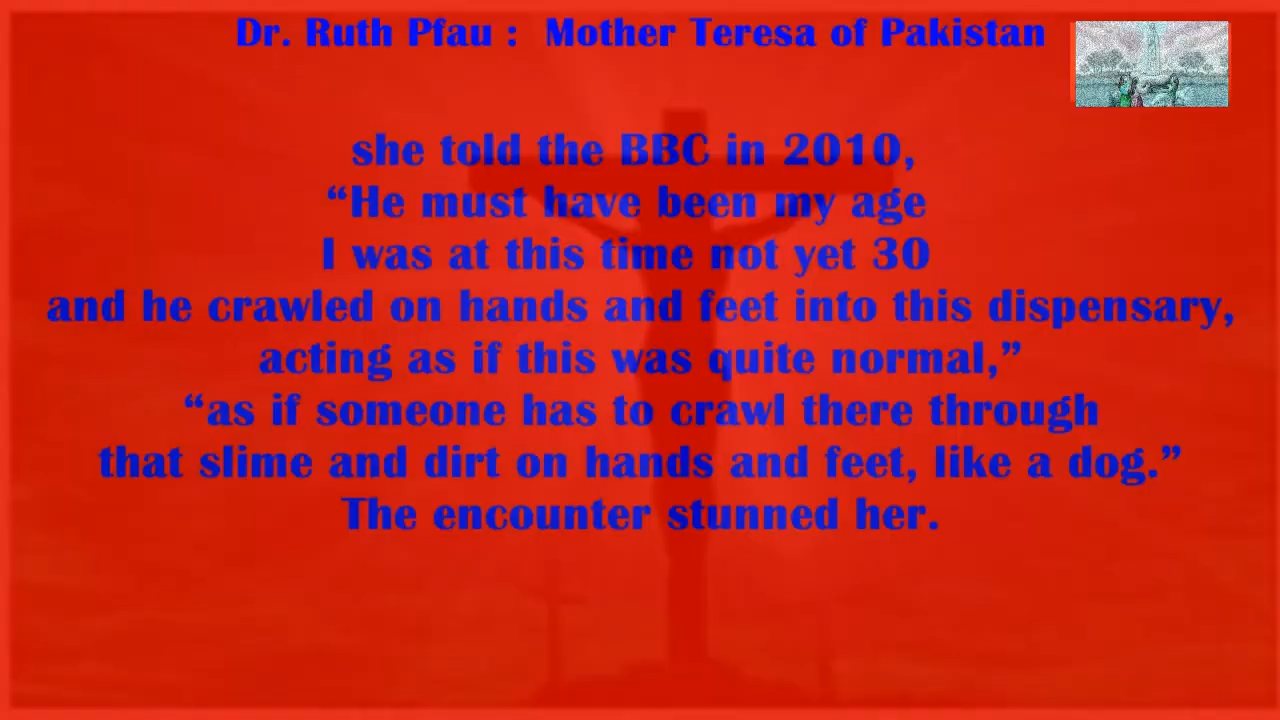 Dr. Ruth Pfau :  Mother Teresa of Pakistan
she told the BBC in 2010,
“He must have been my age
I was at this time not yet 30
and he crawled on hands and feet into this dispensary,
acting as if this was quite normal,”
“as if someone has to crawl there through
that slime and dirt on hands and feet, like a dog.”
The encounter stunned her.